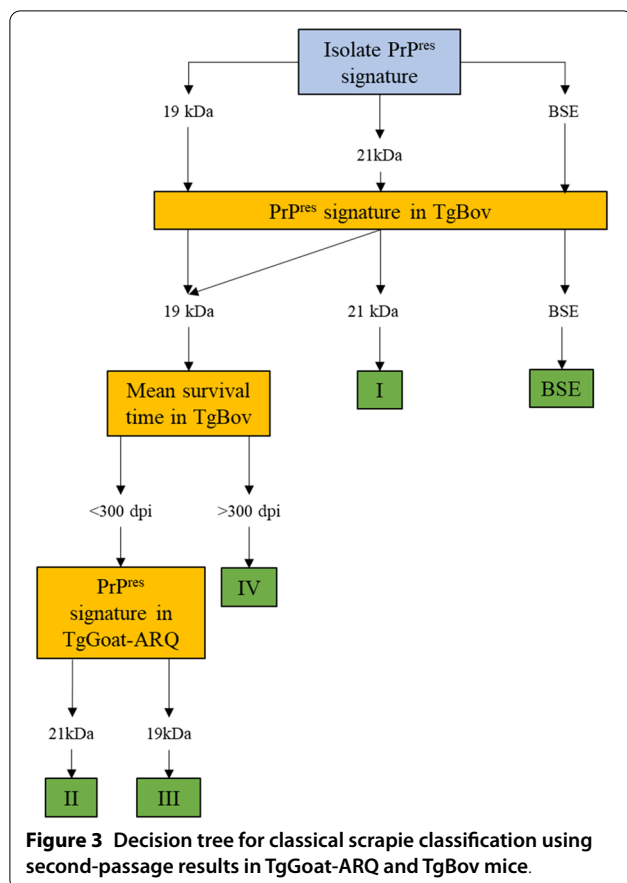 Isolate PrPres
signature
19 kDa
21kDa
BSE
PrPres signature in TgBov
19 kDa
21 kDa
BSE
Mean survival
time in TgBov
I
BSE
<300 dpi
>300 dpi
PrPres
signature in
TgGoat-ARQ
IV
21kDa
19kDa
II
III
Figure 3 Decision tree for classical scrapie classification using
second-passage results in TgGoat-ARQ and TgBov mice.